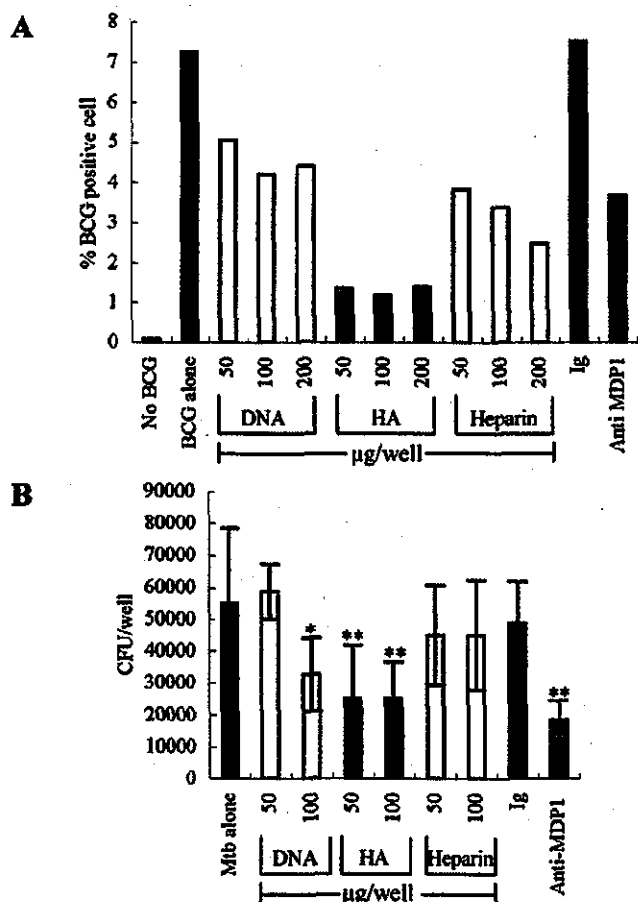 A
% BCG positive cell
8
7
6
5
4
3
2
1
0
No BCG
BCG alone
50
100
200
50
100
200
50
100
200
Ig
Anti MDP1
DNA
HA
Heparin
µg/well
B
CFU/well
90000
80000
70000
60000
50000
40000
30000
20000
10000
0
*
**
**
**
Mtb alone
50
100
50
100
50
100
Ig
Anti-MDP1
DNA
HA
Heparin
µg/well